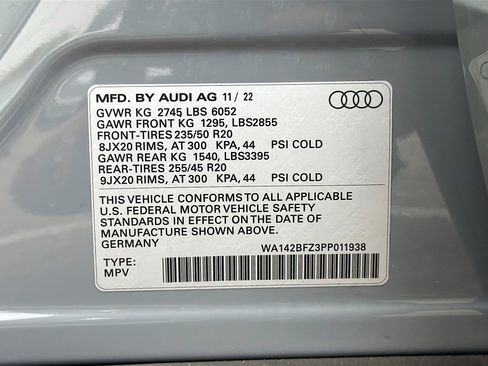 MFD. BY AUDI AG 11 / 22
GVWR KG 2745 LBS 6052
GAWR FRONT KG 1295, LBS2855
FRONT-TIRES 235/50 R20
8JX20 RIMS, AT 300 KPA, 44 PSI COLD
GAWR REAR KG 1540, LBS3395
REAR-TIRES 255/45 R20
9JX20 RIMS, AT 300 KPA, 44 PSI COLD
THIS VEHICLE CONFORMS TO ALL APPLICABLE
U.S. FEDERAL MOTOR VEHICLE SAFETY
STANDARDS IN EFFECT ON THE DATE OF
MANUFACTURE SHOWN ABOVE.
GERMANY WA142BFZ3PP011938
TYPE:
MPV